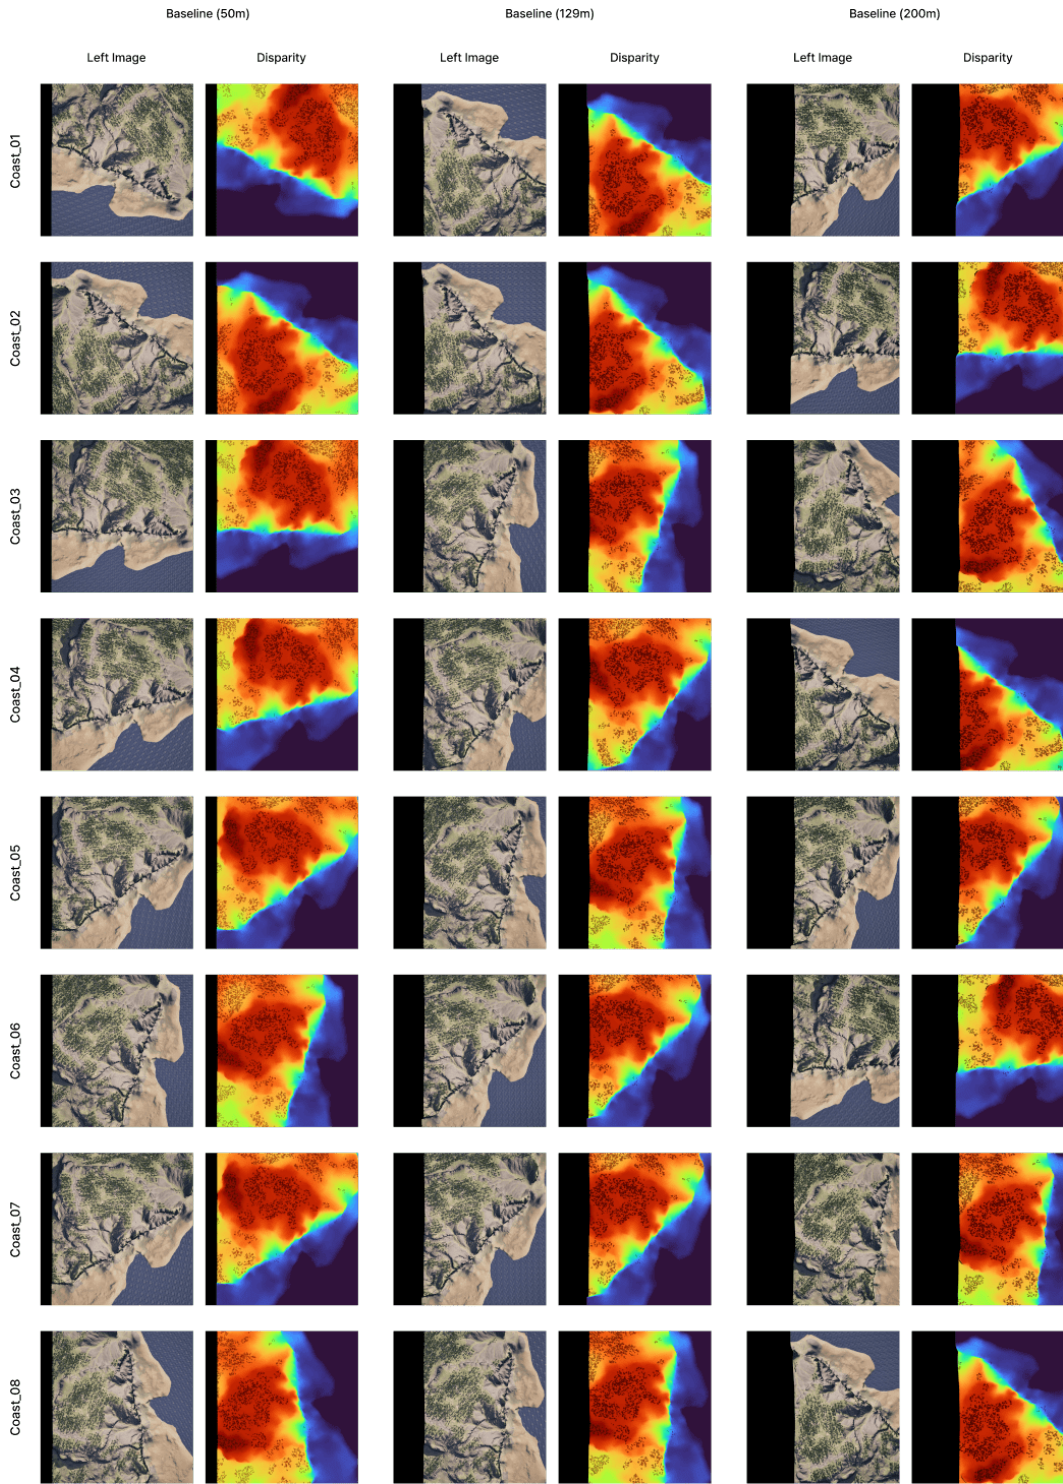 Baseline (50m) Baseline (129m) Baseline (200m)
Left Image Disparity Left Image Disparity Left Image Disparity
Coast_01
Coast_02
Coast_03
Coast_04
Coast_05
Coast_06
Coast_07
Coast_08